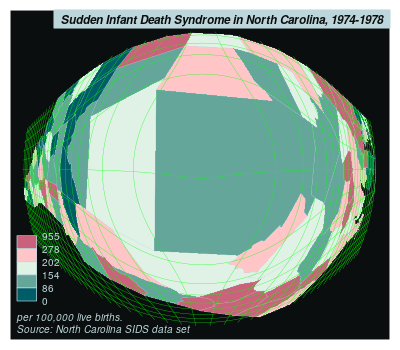 Sudden Infant Death Syndrome in North Carolina, 1974-1978
955
278
202
154
86
0
per 100,000 live births.
Source: North Carolina SIDS data set